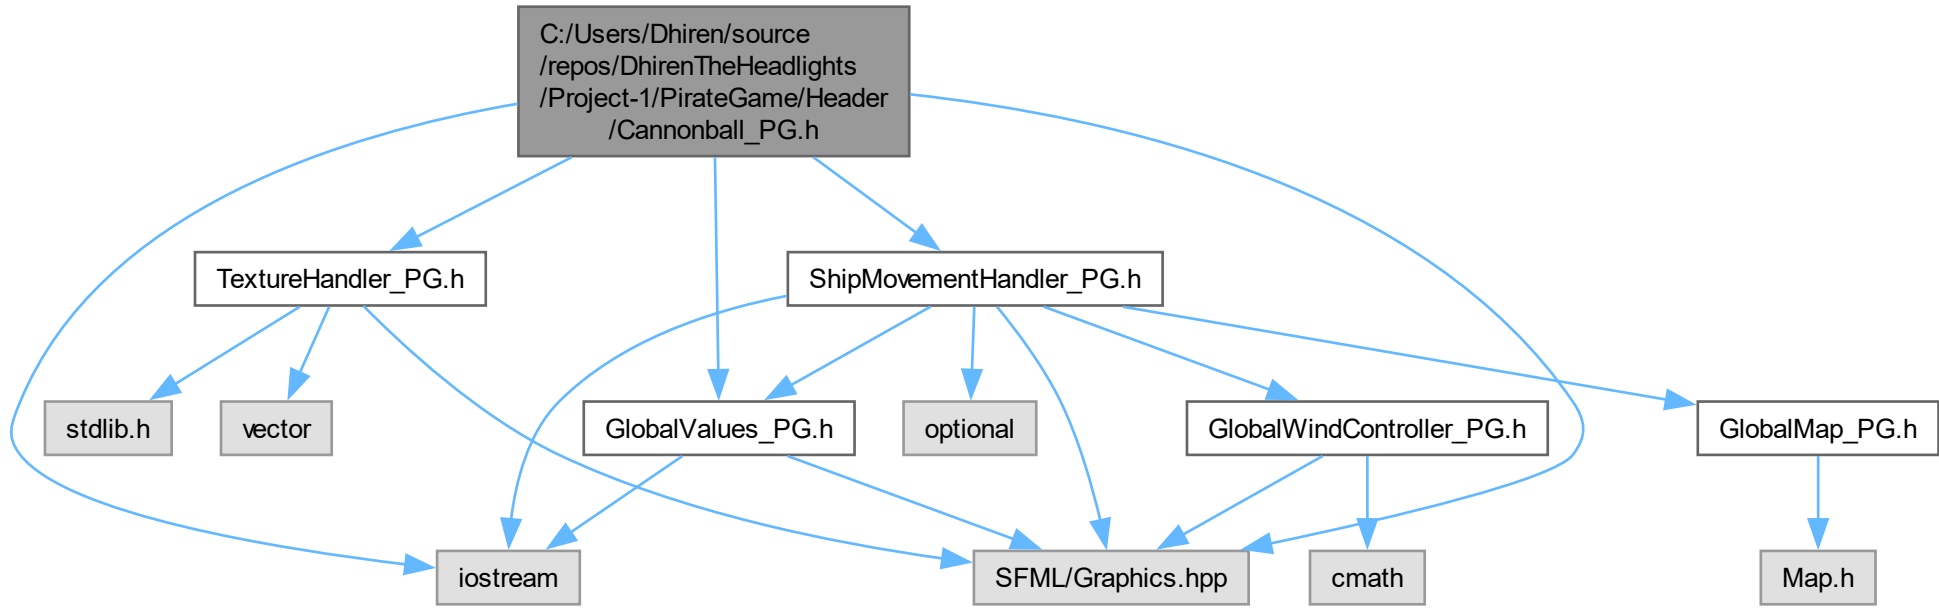 C:/Users/Dhiren/source
/repos/DhirenTheHeadlights
/Project-1/PirateGame/Header
/Cannonball_PG.h
TextureHandler_PG.h
ShipMovementHandler_PG.h
stdlib.h
vector
GlobalValues_PG.h
optional
GlobalWindController_PG.h
GlobalMap_PG.h
iostream
SFML/Graphics.hpp
cmath
Map.h